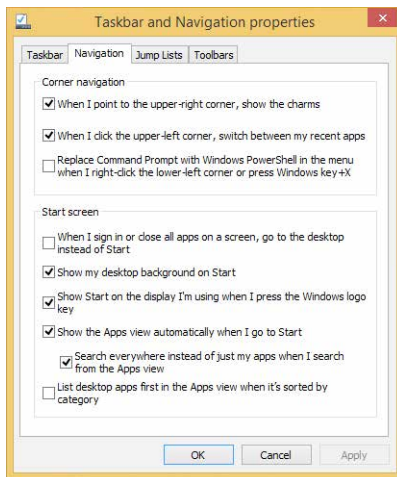 Taskbar and Navigation properties
Taskbar Navigation Jump Lists Toolbars
Corner navigation
When I point to the upper-right corner, show the charms
When I click the upper-left corner, switch between my recent apps
Replace Command Prompt with Windows PowerShell in the menu
when I right-click the lower-left corner or press Windows key+X
Start screen
When I sign in or close all apps on a screen, go to the desktop
instead of Start
Show my desktop background on Start
Show Start on the display I'm using when I press the Windows logo
key
Show the Apps view automatically when I go to Start
Search everywhere instead of just my apps when I search
from the Apps view
List desktop apps first in the Apps view when it's sorted by
category
OK Cancel Apply